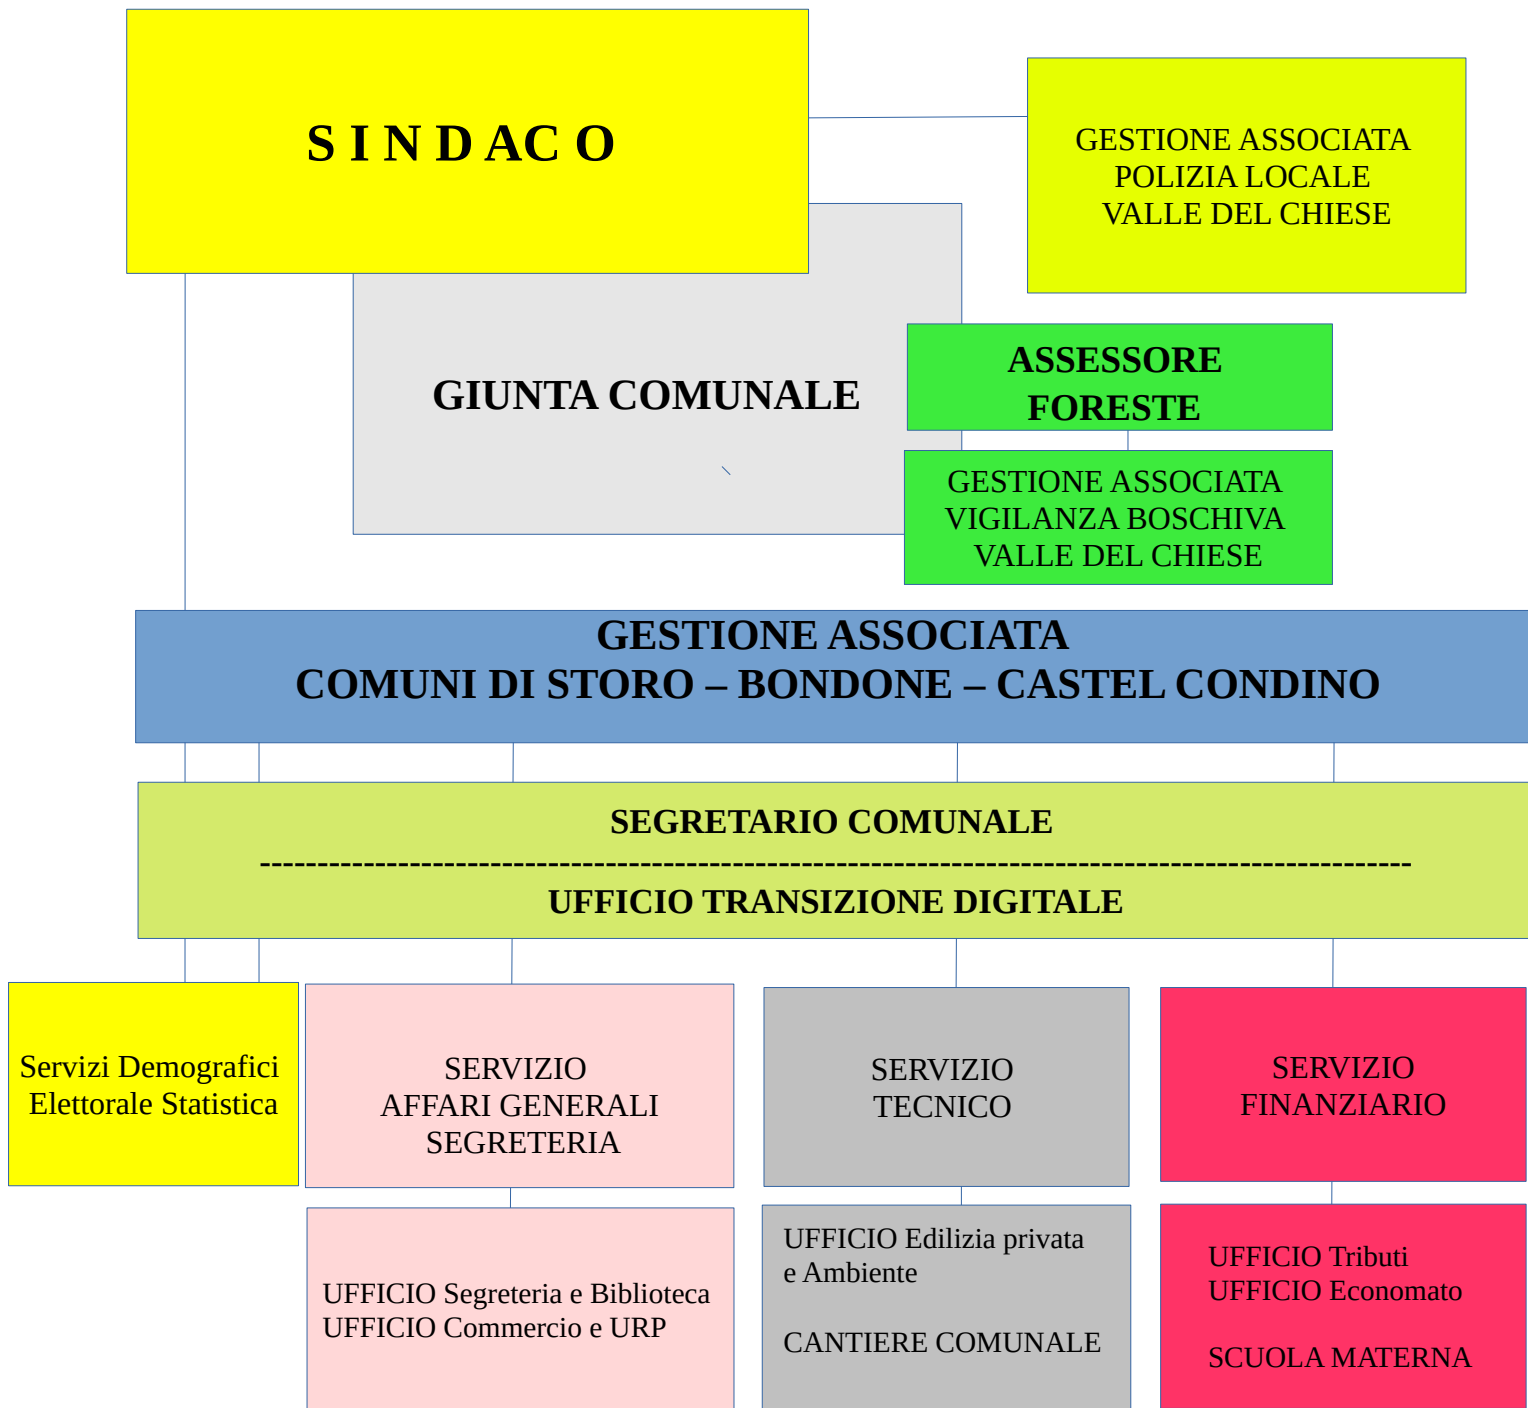 S I N D AC O
GESTIONE ASSOCIATA
POLIZIA LOCALE
VALLE DEL CHIESE
GIUNTA COMUNALE
ASSESSORE
FORESTE
GESTIONE ASSOCIATA
VIGILANZA BOSCHIVA
VALLE DEL CHIESE
GESTIONE ASSOCIATA
COMUNI DI STORO – BONDONE – CASTEL CONDINO
SEGRETARIO COMUNALE
----------------------------------------------------------------------------------------------------
UFFICIO TRANSIZIONE DIGITALE
Servizi Demografici
Elettorale Statistica
SERVIZIO
AFFARI GENERALI
SEGRETERIA
SERVIZIO
TECNICO
SERVIZIO
FINANZIARIO
UFFICIO Segreteria e Biblioteca
UFFICIO Commercio e URP
UFFICIO Edilizia privata
e Ambiente
CANTIERE COMUNALE
UFFICIO Tributi
UFFICIO Economato
SCUOLA MATERNA